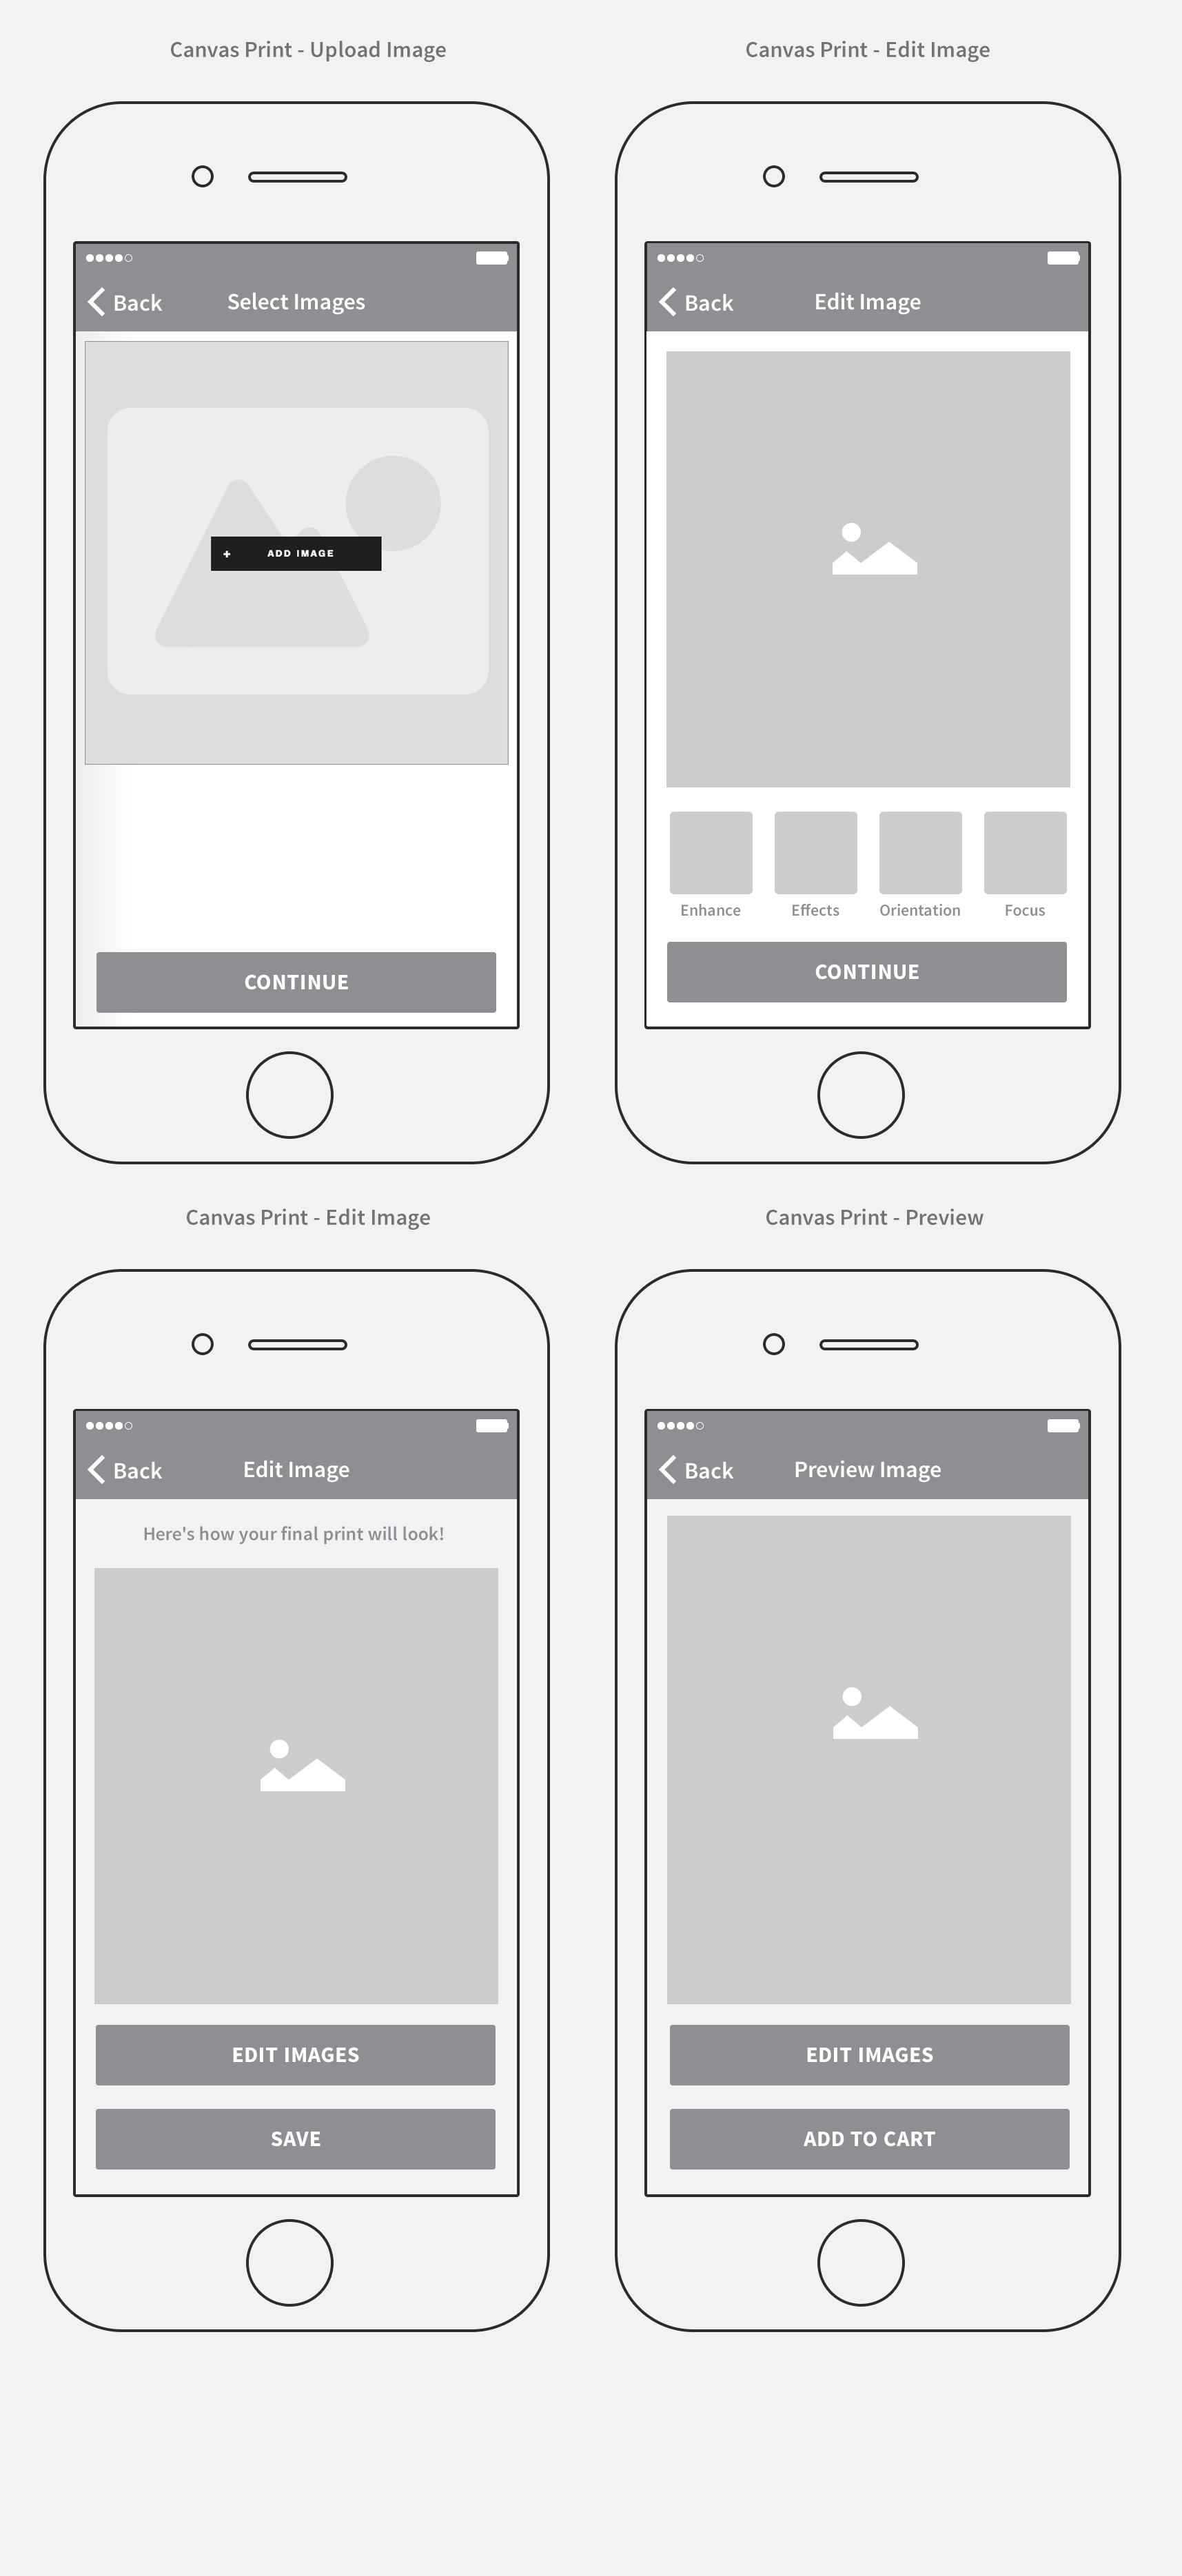 Canvas Print - Upload Image
Back
Select Images
+ ADD IMAGE
CONTINUE
Canvas Print - Edit Image
Back
Edit Image
Enhance
Effects
Orientation
Focus
CONTINUE
Canvas Print - Edit Image
Back
Edit Image
Here's how your final print will look!
EDIT IMAGES
SAVE
Canvas Print - Preview
Back
Preview Image
EDIT IMAGES
ADD TO CART